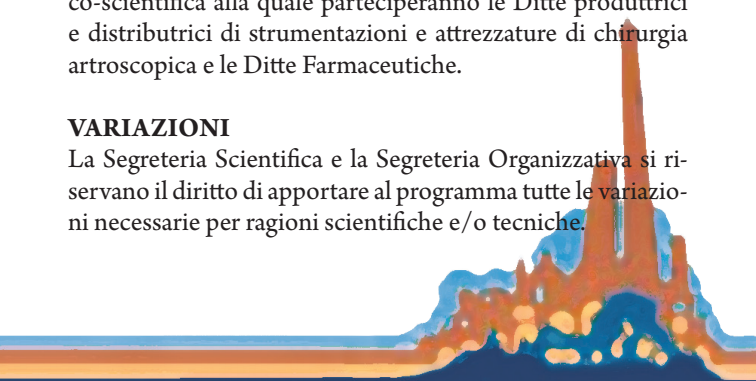 co-scientifica alla quale parteciperanno le Ditte produttrici
e distributrici di strumentazioni e attrezzature di chirurgia
artroscopica e le Ditte Farmaceutiche.
VARIAZIONI
La Segreteria Scientifica e la Segreteria Organizzativa si ri-
servano il diritto di apportare al programma tutte le variazio-
ni necessarie per ragioni scientifiche e/o tecniche.